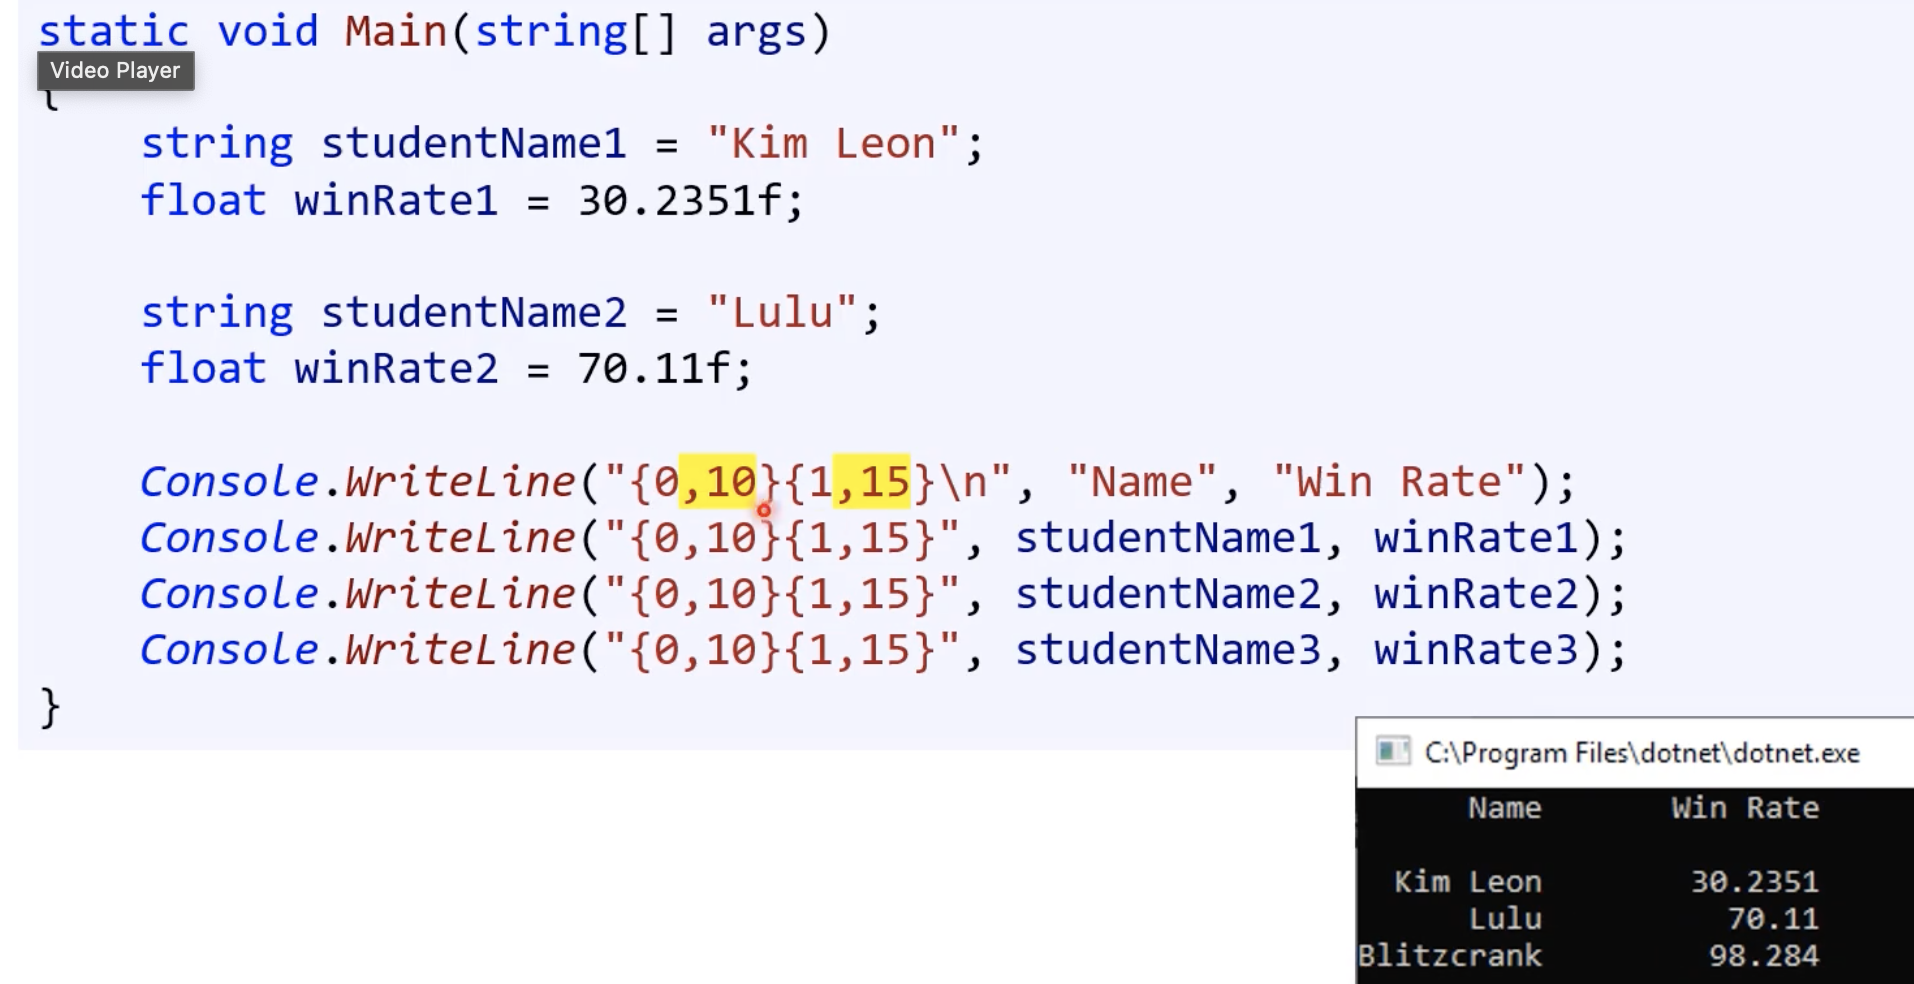 static void Main(string[] args)
Video Player
{
string studentName1 = "Kim Leon";
float winRate1 = 30.2351f;
string studentName2 = "Lulu";
float winRate2 = 70.11f;
Console.WriteLine("{0,10}{1,15}\n", "Name", "Win Rate");
Console.WriteLine("{0,10}{1,15}", studentName1, winRate1);
Console.WriteLine("{0,10}{1,15}", studentName2, winRate2);
Console.WriteLine("{0,10}{1,15}", studentName3, winRate3);
}
C:\Program Files\dotnet\dotnet.exe
Name Win Rate
Kim Leon 30.2351
Lulu 70.11
Blitzcrank 98.284